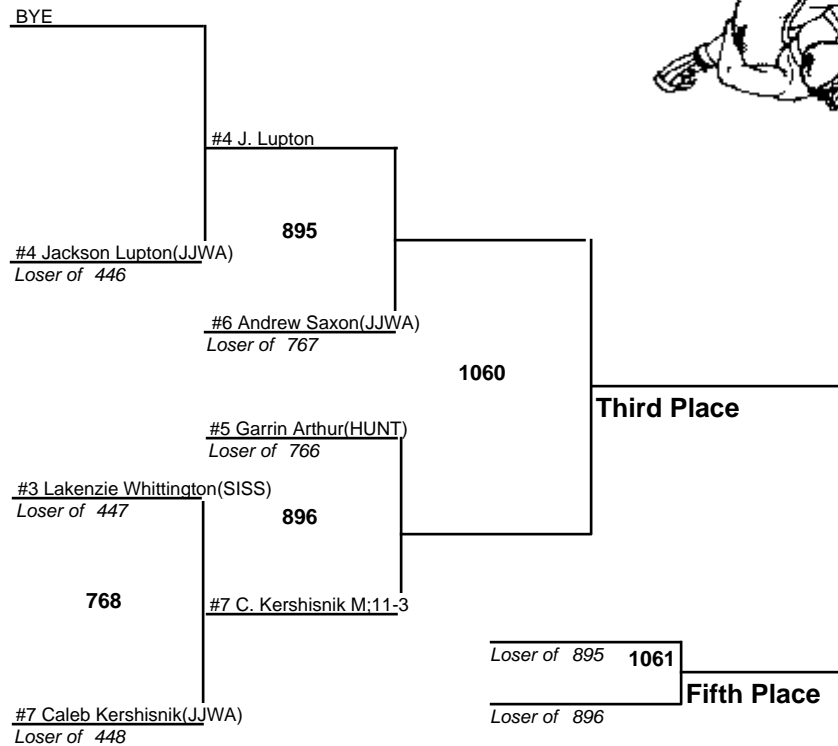 BYE
#4 J. Lupton
895
#4 Jackson Lupton(JJWA)
Loser of 446
#6 Andrew Saxon(JJWA)
Loser of 767
1060
Third Place
#5 Garrin Arthur(HUNT)
Loser of 766
#3 Lakenzie Whittington(SISS)
Loser of 447
896
768
#7 C. Kershisnik M;11-3
Loser of 895 1061
Fifth Place
Loser of 896
#7 Caleb Kershisnik(JJWA)
Loser of 448